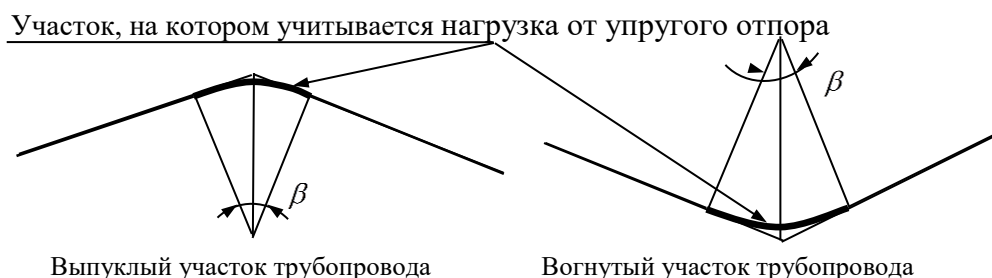 Участок, на котором учитывается нагрузка от упругого отпора
β
β
Выпуклый участок трубопровода
Вогнутый участок трубопровода